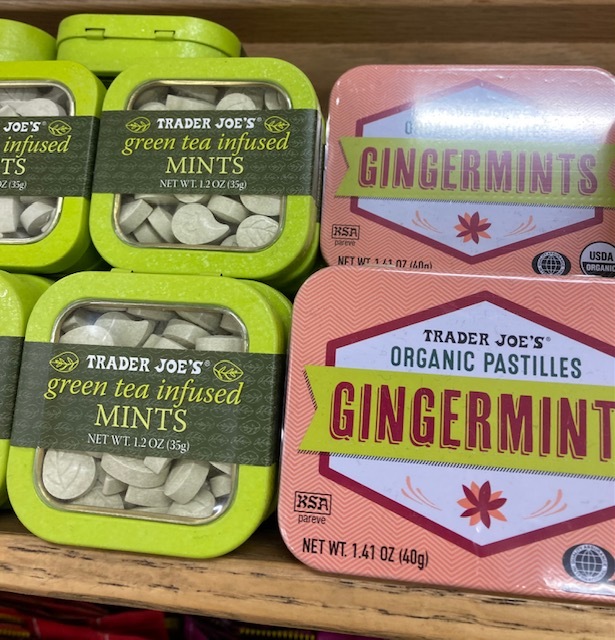 JOE'S®
infused
TS
OZ (35g)
TRADER JOE'S®
green tea infused
MINTS
NET WT. 1.2 OZ (35g)
TRADER JOE'S®
green tea infused
MINTS
NET WT. 1.2 OZ (35g)
ORGANIC PASTILLES
GINGERMINTS
KSA
pareve
NET WT. 1.41 OZ (40g)
USDA
ORGANIC
TRADER JOE'S®
ORGANIC PASTILLES
GINGERMINT
KSA
pareve
NET WT. 1.41 OZ (40g)